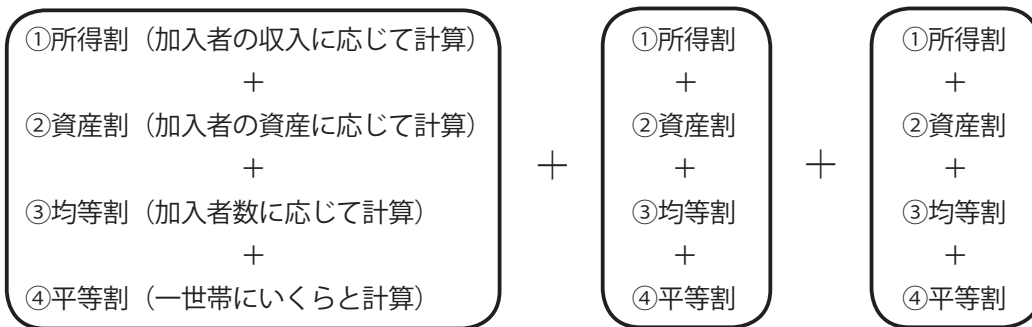 ①所得割（加入者の収入に応じて計算）
＋
②資産割（加入者の資産に応じて計算）
＋
③均等割（加入者数に応じて計算）
＋
④平等割（一世帯にいくらと計算）
＋
①所得割
＋
②資産割
＋
③均等割
＋
④平等割
＋
①所得割
＋
②資産割
＋
③均等割
＋
④平等割